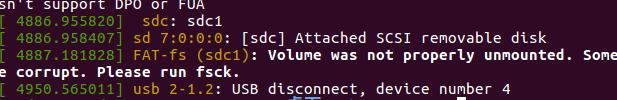 sn't support DPO or FUA
[ 4886.955820]  sdc: sdc1
[ 4886.958407] sd 7:0:0:0: [sdc] Attached SCSI removable disk
[ 4887.181828] FAT-fs (sdc1): Volume was not properly unmounted. Some
e corrupt. Please run fsck.
[ 4950.565011] usb 2-1.2: USB disconnect, device number 4